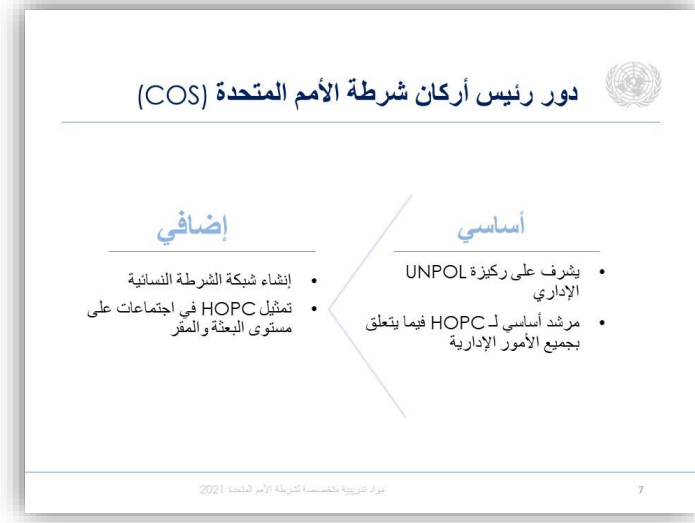 دور رئيس أركان شرطة الأمم المتحدة (COS)
أساسي
• يشرف على ركيزة UNPOL
الإداري
• مرشد أساسي لـ HOPC فيما يتعلق
بجميع الأمور الإدارية
إضافي
• إنشاء شبكة الشرطة النسائية
• تمثيل HOPC في اجتماعات على
مستوى البعثة والمقر
مواد تدريبية متخصصة لشرطة الأمم المتحدة 2021
7